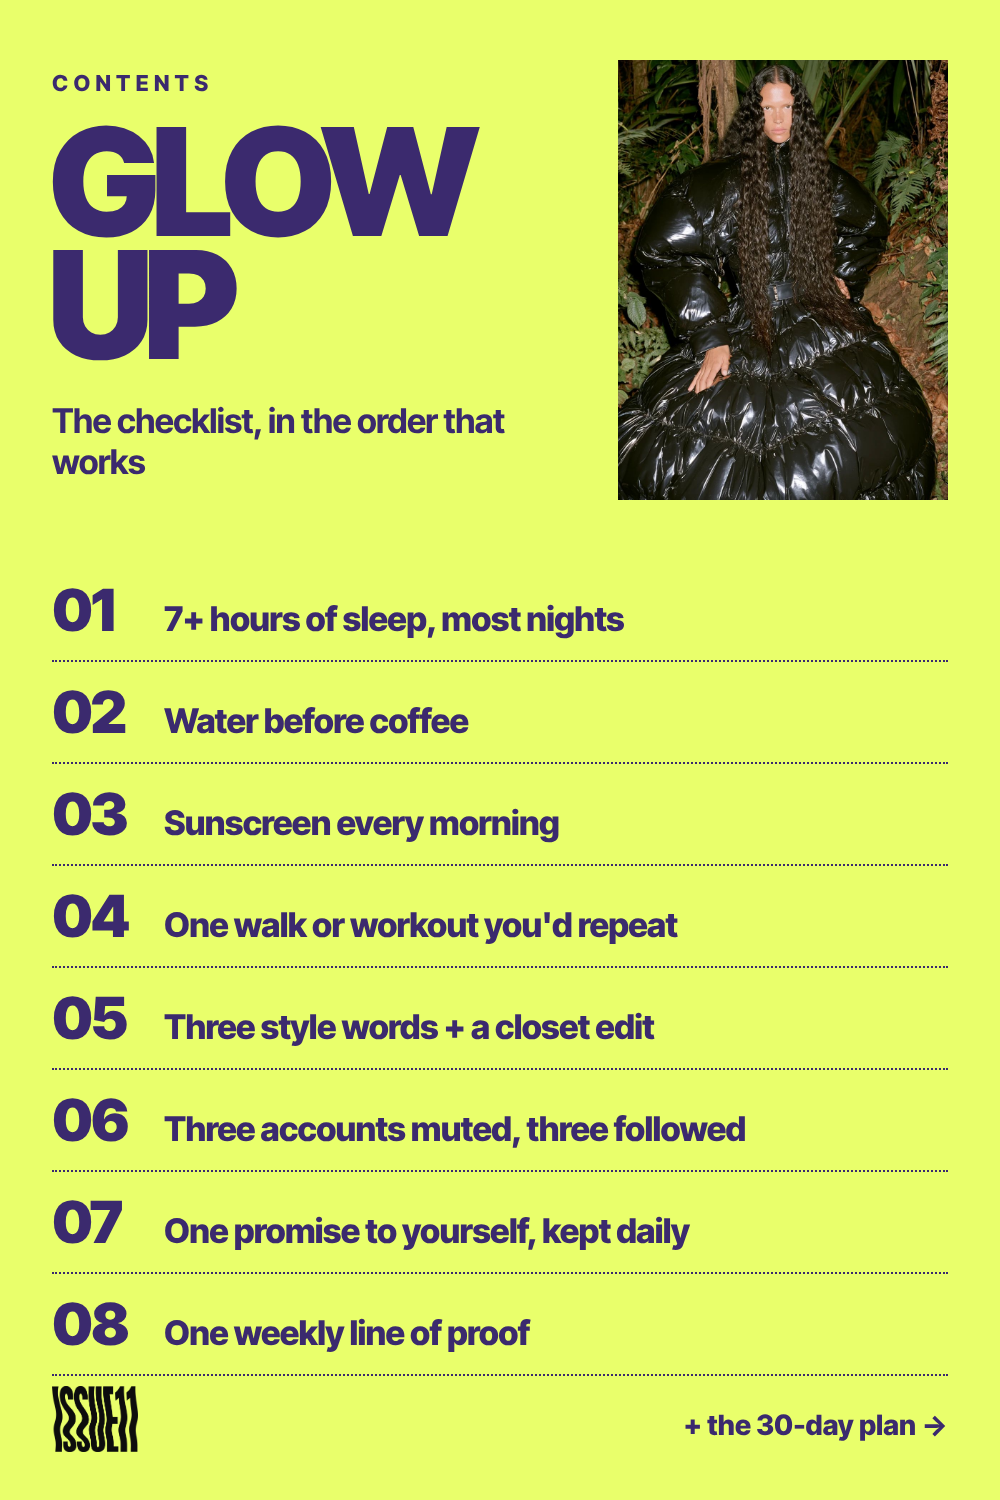 CONTENTS
GLOW
UP
The checklist, in the order that
works
01 7+ hours of sleep, most nights
02 Water before coffee
03 Sunscreen every morning
04 One walk or workout you'd repeat
05 Three style words + a closet edit
06 Three accounts muted, three followed
07 One promise to yourself, kept daily
08 One weekly line of proof
ISSUE11
+ the 30-day plan →